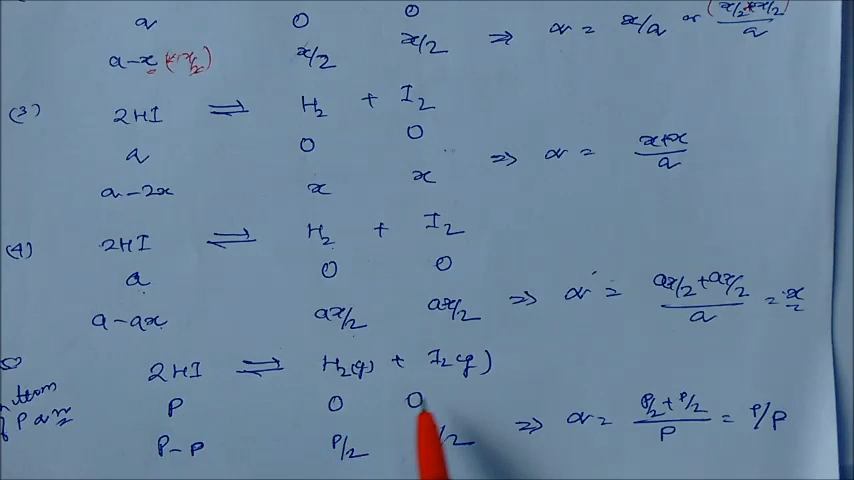 a 0 0
a-x (x/2+x/2) x/2 x/2 ⇒ α = x/a or (x/2+x/2)/a
(3) 2HI ⇌ H₂ + I₂
a 0 0
a-2x x x ⇒ α = (x+x)/a
(4) 2HI ⇌ H₂ + I₂
a 0 0
a-ax ax/2 ax/2 ⇒ α = (ax/2+ax/2)/a = x
2HI ⇌ H₂(g) + I₂(g)
P 0 0
P-p p/2 /2 ⇒ α = (p/2+p/2)/P = p/P